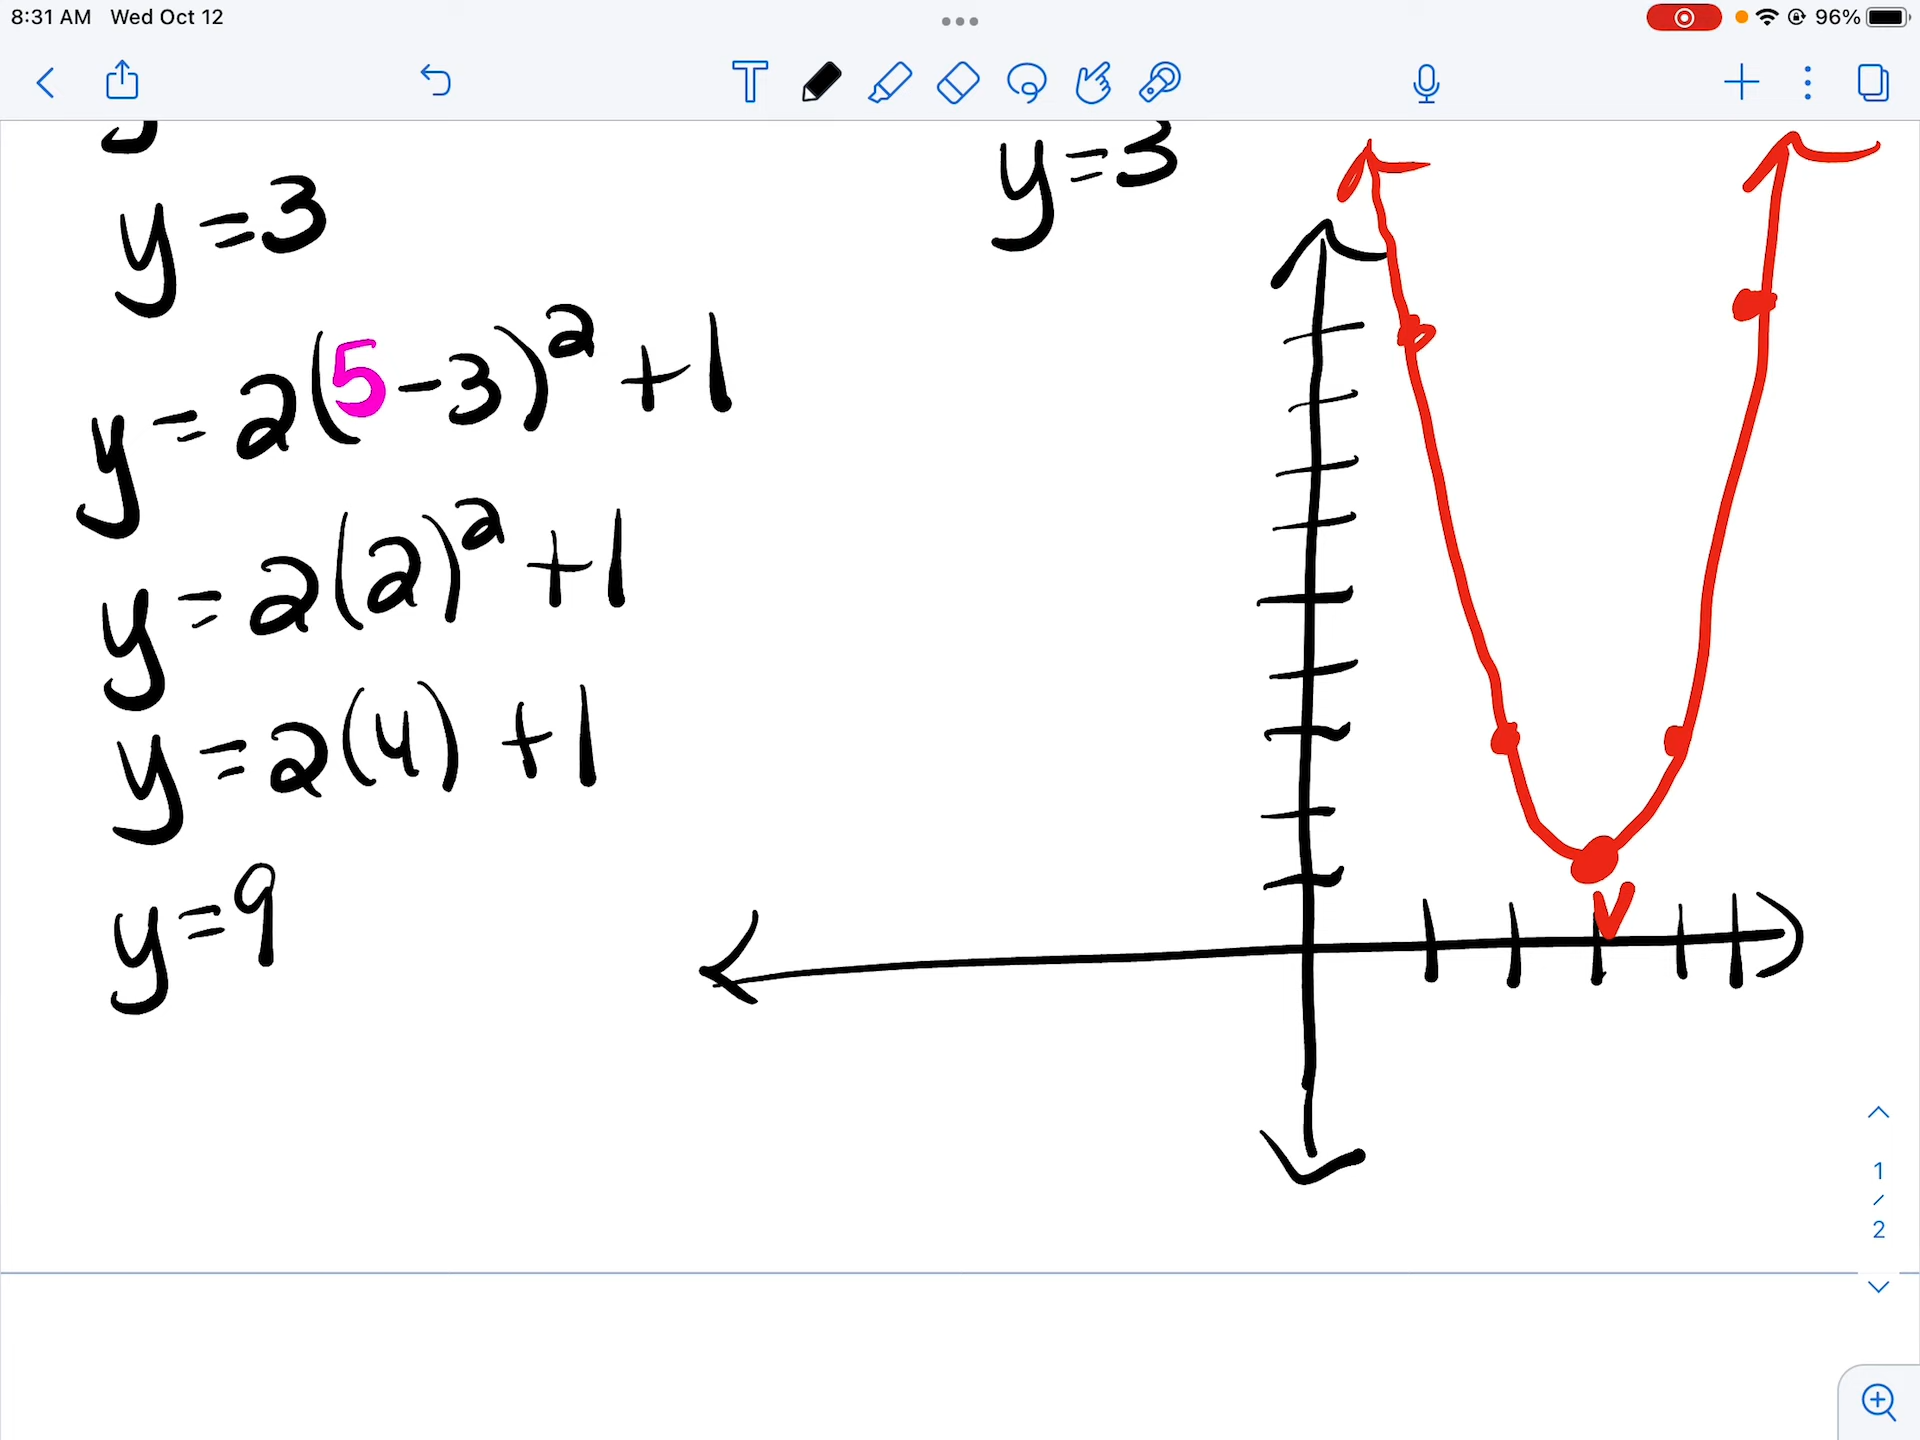 8:31 AM Wed Oct 12
96%
T
y=3
y=3
y=2(5-3)²+1
y=2(2)²+1
y=2(4)+1
y=9
V
1
/
2